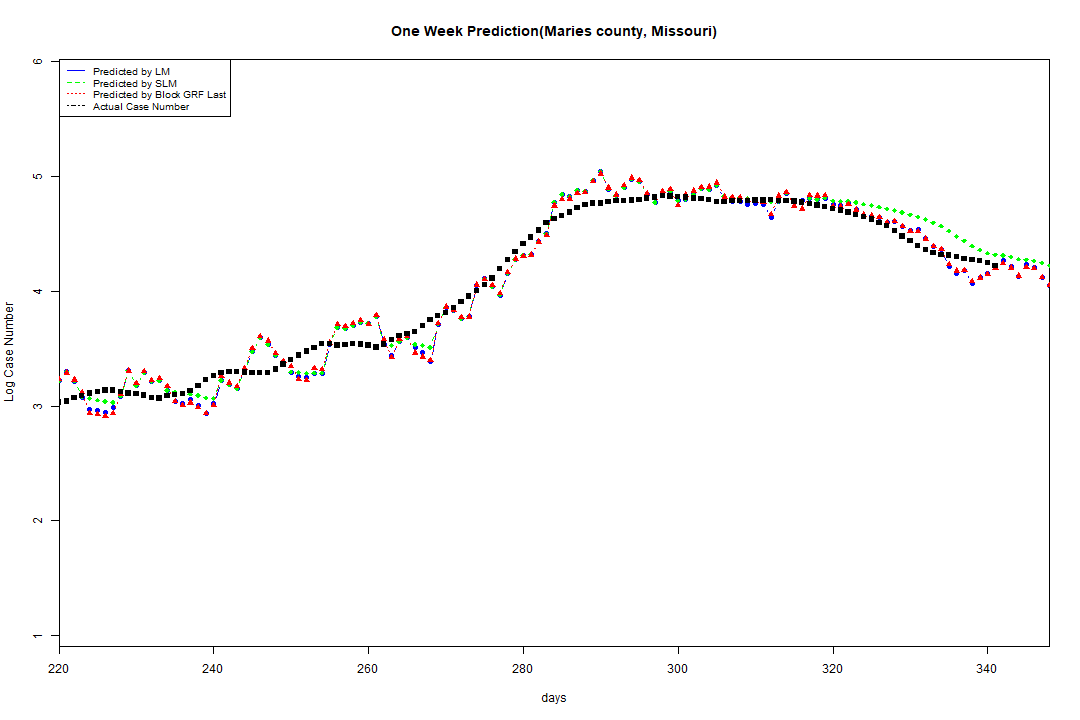 One Week Prediction(Maries county, Missouri)
6
Predicted by LM
Predicted by SLM
Predicted by Block GRF Last
Actual Case Number
5
4
Log Case Number
3
2
1
220 240 260 280 300 320 340
days